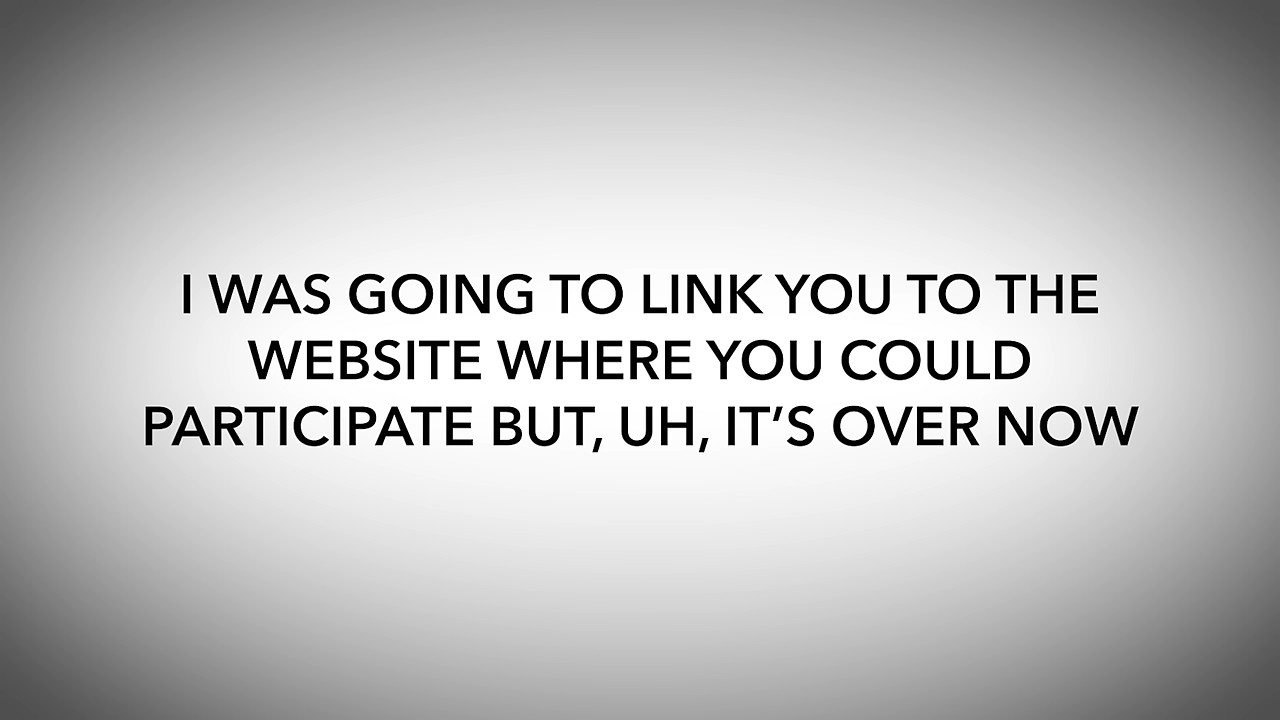 I WAS GOING TO LINK YOU TO THE
WEBSITE WHERE YOU COULD
PARTICIPATE BUT, UH, IT’S OVER NOW